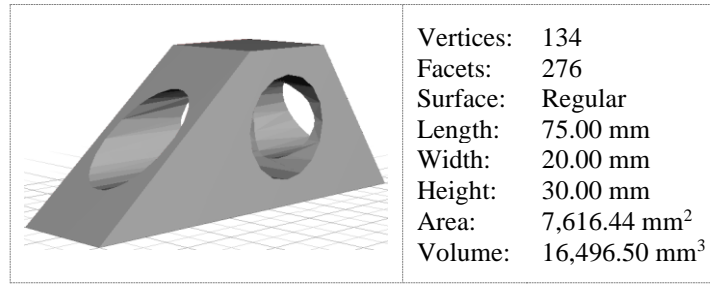 Vertices: 134
Facets: 276
Surface: Regular
Length: 75.00 mm
Width: 20.00 mm
Height: 30.00 mm
Area: 7,616.44 mm²
Volume: 16,496.50 mm³